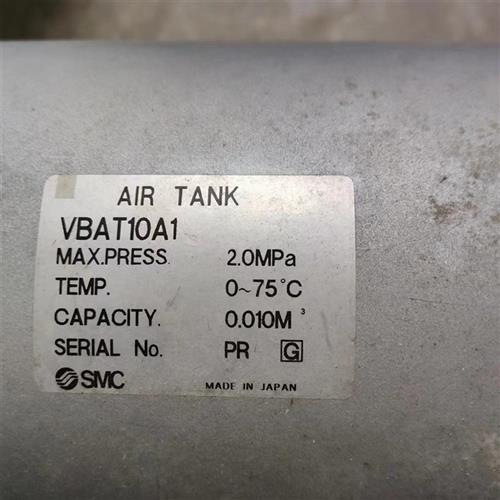 AIR TANK
VBAT10A1
MAX.PRESS. 2.0MPa
TEMP. 0~75°C
CAPACITY. 0.010M³
SERIAL No. PR G
SMC MADE IN JAPAN